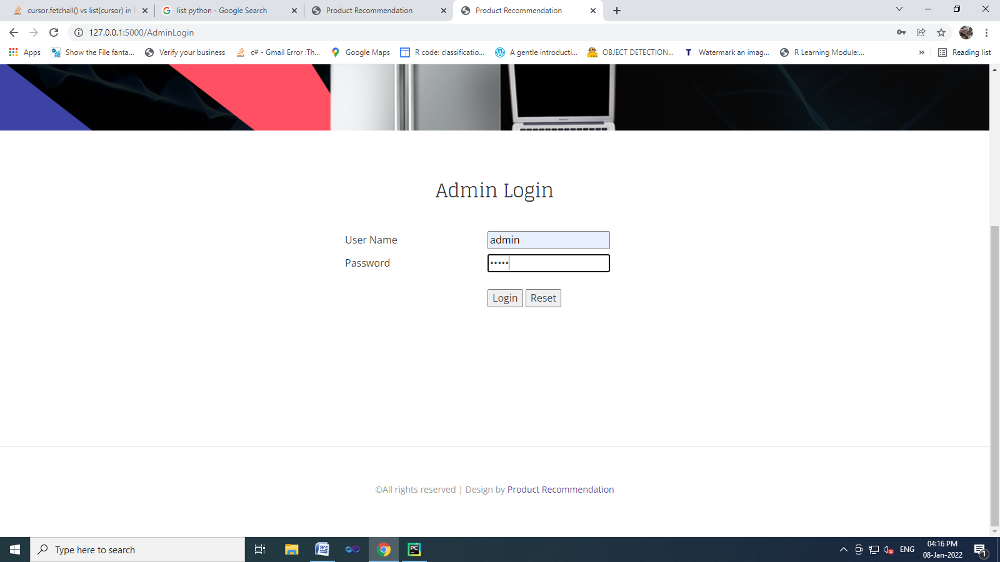 cursor.fetchall() vs list(cursor) in
list python - Google Search
Product Recommendation
Product Recommendation
127.0.0.1:5000/AdminLogin
Apps
Show the File fanta...
Verify your business
c# - Gmail Error :Th...
Google Maps
R code: classificatio...
A gentle introducti...
OBJECT DETECTION...
T
Watermark an imag...
R Learning Module:...
»
Reading list
Admin Login
User Name
admin
Password
•••••
Login
Reset
©All rights reserved | Design by Product Recommendation
Type here to search
W
PC
ENG
04:16 PM
08-Jan-2022
1